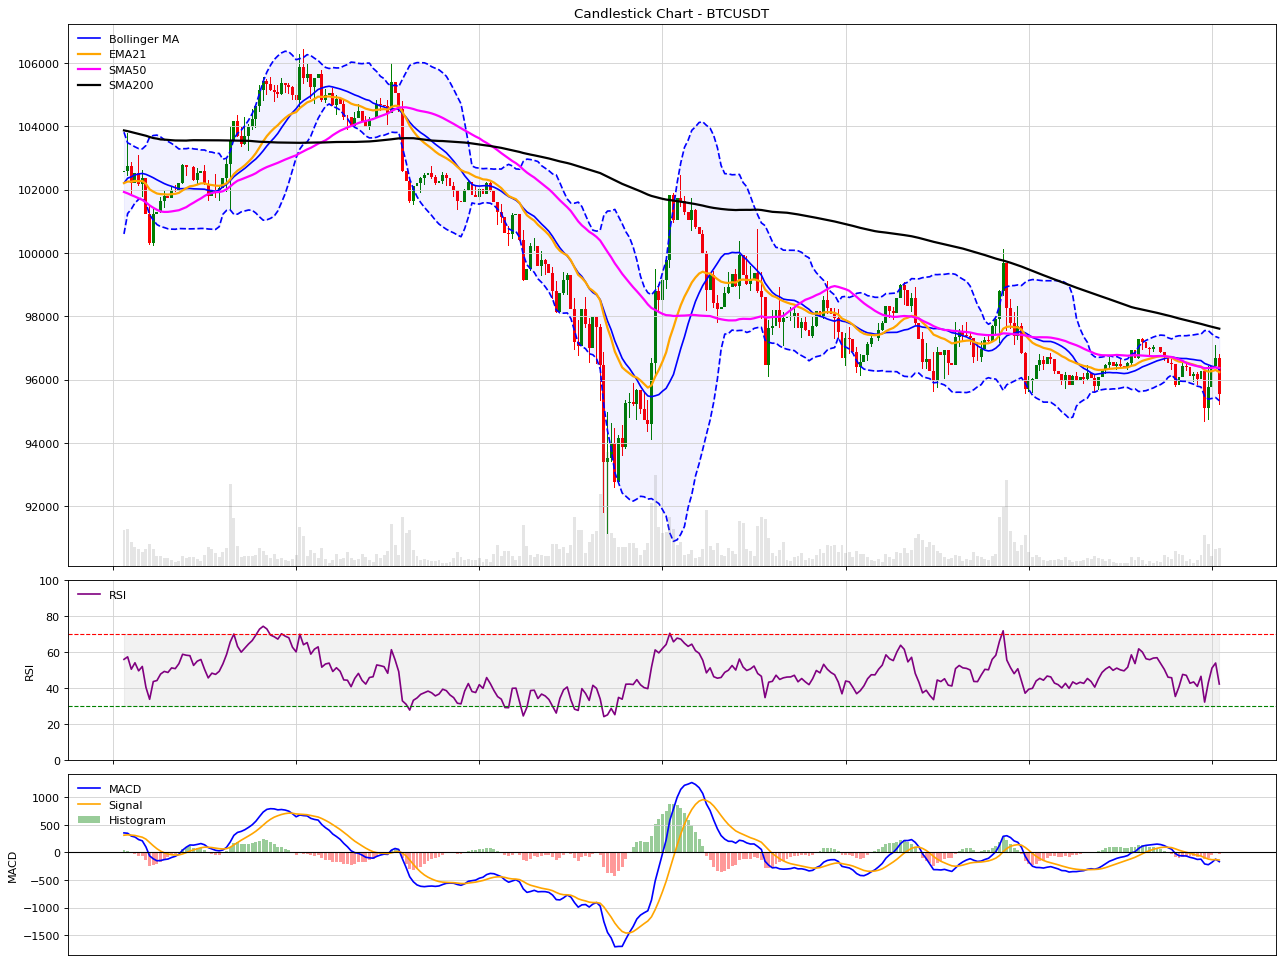 Candlestick Chart - BTCUSDT
Bollinger MA
EMA21
SMA50
SMA200
106000
104000
102000
100000
98000
96000
94000
92000
RSI
100
80
60
40
20
0
RSI
MACD
Signal
Histogram
1000
500
0
−500
−1000
−1500
MACD